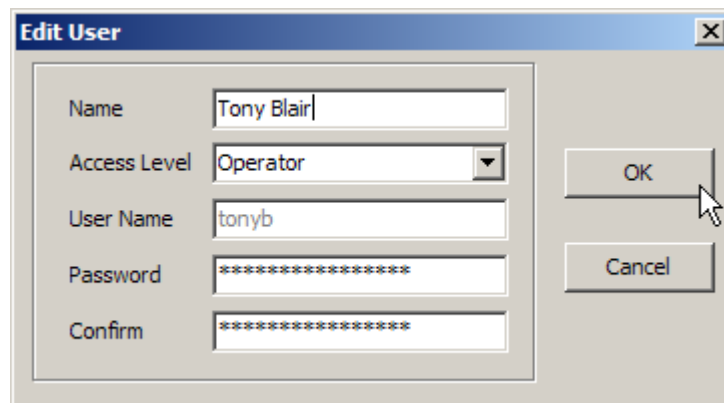 Edit User
Name Tony Blair
Access Level Operator
OK
User Name tonyb
Password ****************
Cancel
Confirm ****************